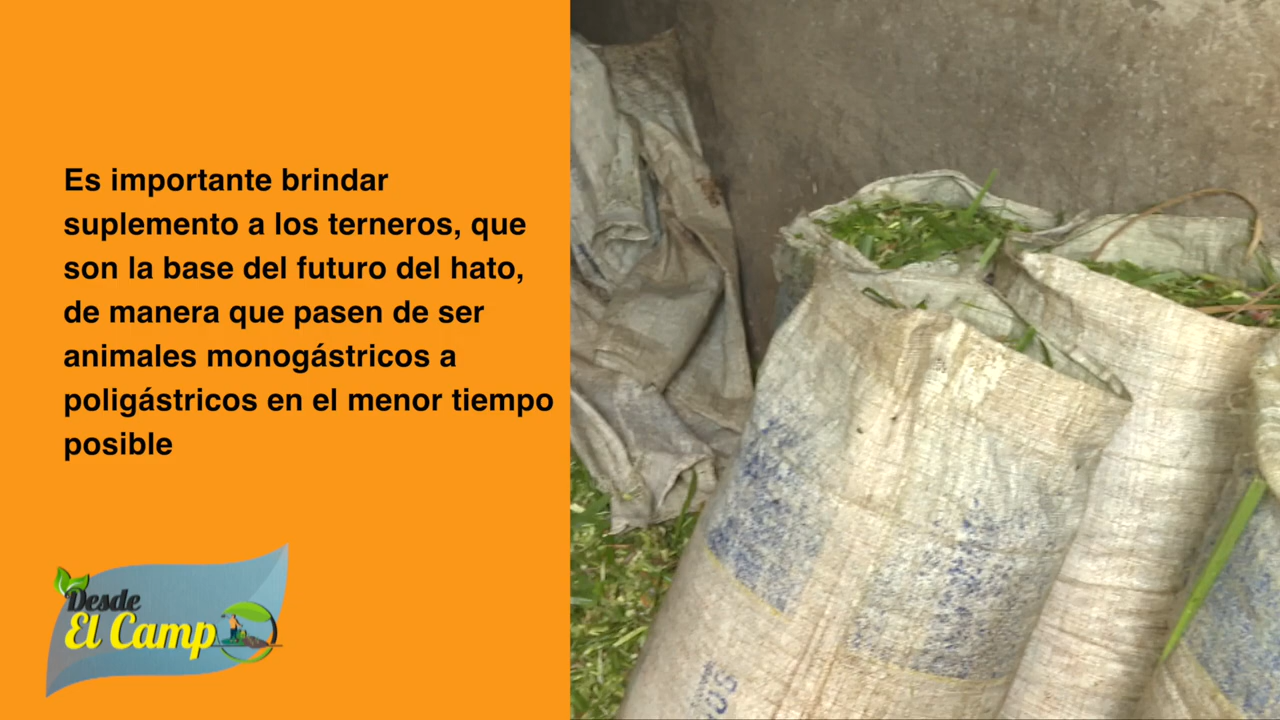 Es importante brindar
suplemento a los terneros, que
son la base del futuro del hato,
de manera que pasen de ser
animales monogástricos a
poligástricos en el menor tiempo
posible
Desde
El Camp